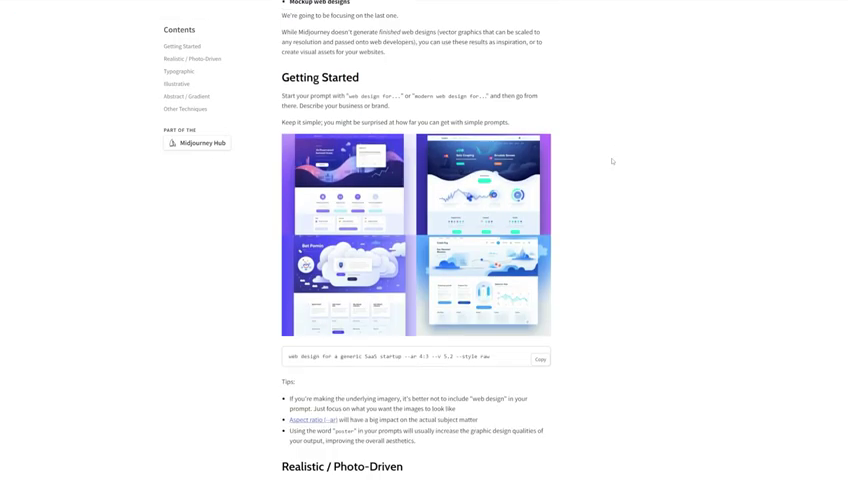 Contents
Getting Started
Realistic / Photo-Driven
Typographic
Illustrative
Abstract / Gradient
Other Techniques
PART OF THE
Midjourney Hub
Mockup web designs
We're going to be focusing on the last one.
While Midjourney doesn't generate finished web designs (vector graphics that can be scaled to
any resolution and passed onto web developers), you can use these results as inspiration, or to
create visual assets for your websites.
Getting Started
Start your prompt with "web design for..." or "modern web design for..." and then go from
there. Describe your business or brand.
Keep it simple; you might be surprised at how far you can get with simple prompts.
web design for a generic SaaS startup --ar 4:3 --v 5.2 --style raw
Copy
Tips:
If you're making the underlying imagery, it's better not to include "web design" in your
prompt. Just focus on what you want the images to look like
Aspect ratio (--ar) will have a big impact on the actual subject matter
Using the word "poster" in your prompts will usually increase the graphic design qualities of
your output, improving the overall aesthetics.
Realistic / Photo-Driven